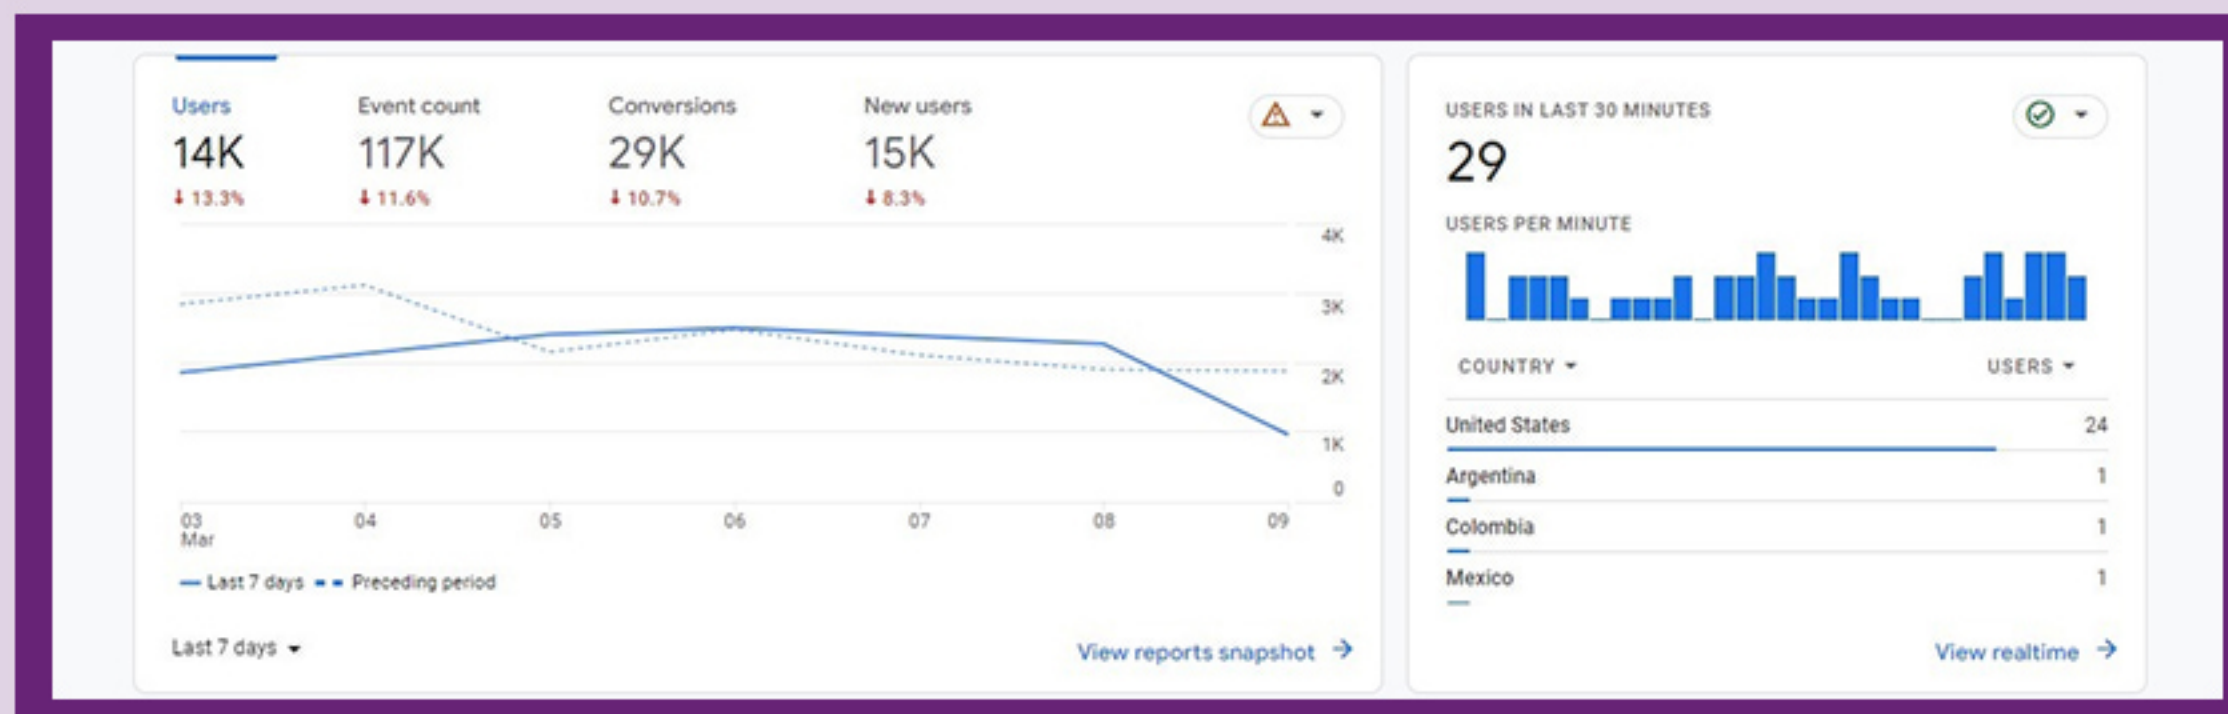 Users Event count Conversions New users
14K 117K 29K 15K
13.3% 11.6% 10.7% 8.3%
4K
3K
2K
1K
0
03 04 05 06 07 08 09
Mar
Last 7 days Preceding period
Last 7 days
View reports snapshot
USERS IN LAST 30 MINUTES
29
USERS PER MINUTE
COUNTRY USERS
United States 24
Argentina 1
Colombia 1
Mexico 1
View realtime